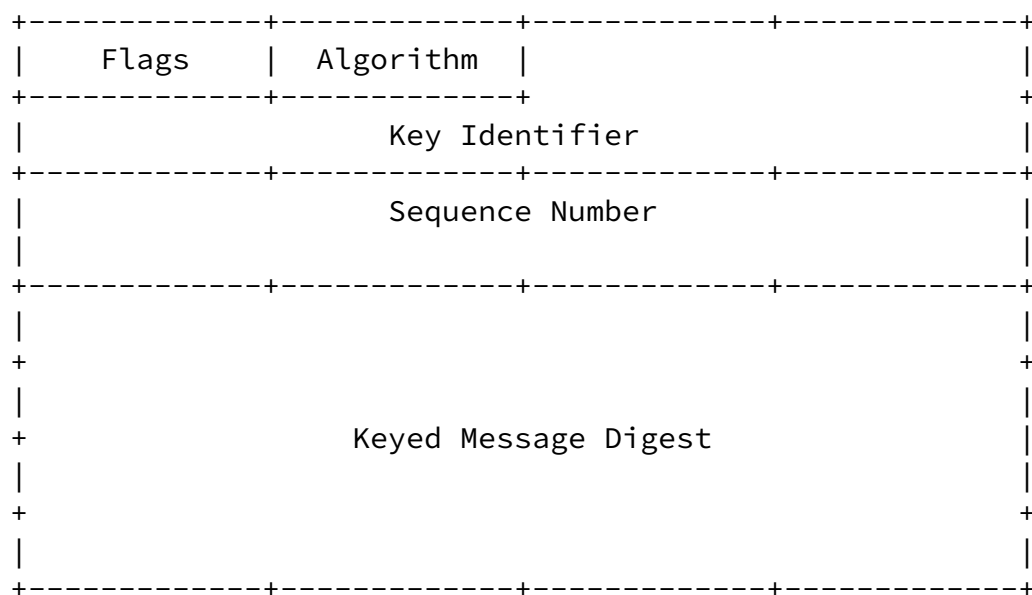 Flags Algorithm
Key Identifier
Sequence Number
Keyed Message Digest